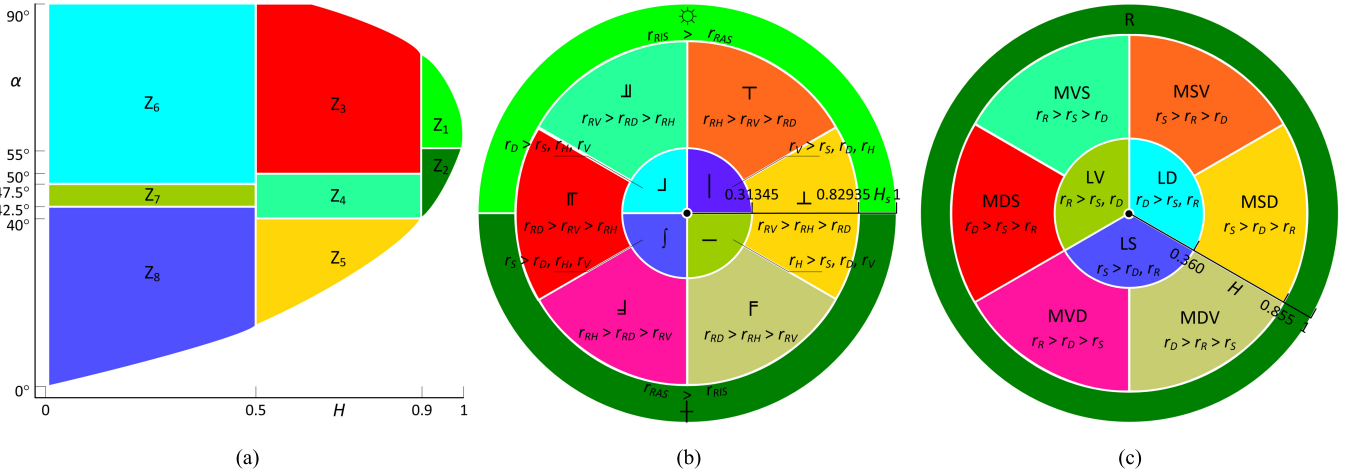 90°
α
55°
50°
47.5°
42.5°
40°
0°
0
0.5
H
0.9
1
Z6
Z3
Z1
Z2
Z7
Z4
Z8
Z5
(a)
rRIS > rRAS
rRV > rRD > rRH
rRH > rRV > rRD
rD > rS, rH, rV
rV > rS, rD, rH
0.31345
0.82935
Hs
1
rRD > rRV > rRH
rRV > rRH > rRD
rS > rD, rH, rV
rH > rS, rD, rV
rRH > rRD > rRV
rRD > rRH > rRV
rRAS > rRIS
(b)
R
MVS
rR > rS > rD
MSV
rS > rR > rD
LV
rR > rS, rD
LD
rD > rS, rR
MDS
rD > rS > rR
MSD
rS > rD > rR
LS
rS > rD, rR
0.360
H
0.855
1
MVD
rR > rD > rS
MDV
rD > rR > rS
(c)